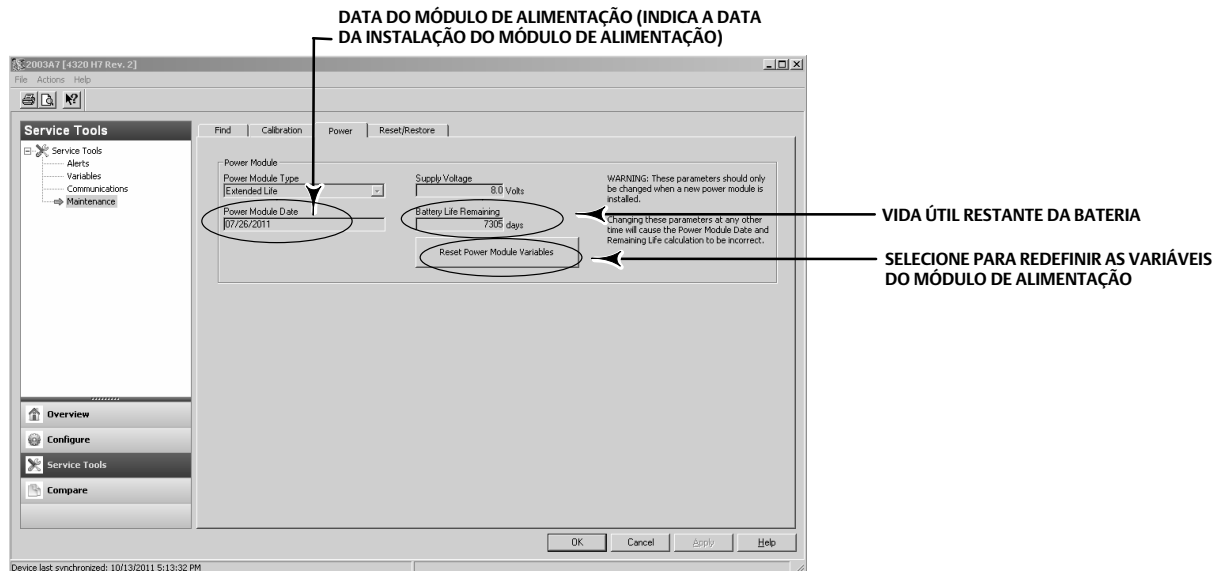 DATA DO MÓDULO DE ALIMENTAÇÃO (INDICA A DATA
DA INSTALAÇÃO DO MÓDULO DE ALIMENTAÇÃO)
2003A7 [4320 H7 Rev. 2]
File Actions Help
Service Tools
Service Tools
Alerts
Variables
Communications
Maintenance
Overview
Configure
Service Tools
Compare
Find Calibration Power Reset/Restore
Power Module
Power Module Type
Extended Life
Power Module Date
07/26/2011
Supply Voltage
8.0 Volts
Battery Life Remaining
7305 days
Reset Power Module Variables
WARNING: These parameters should only
be changed when a new power module is
installed.
Changing these parameters at any other
time will cause the Power Module Date and
Remaining Life calculation to be incorrect.
VIDA ÚTIL RESTANTE DA BATERIA
SELECIONE PARA REDEFINIR AS VARIÁVEIS
DO MÓDULO DE ALIMENTAÇÃO
OK Cancel Apply Help
Device last synchronized: 10/13/2011 5:13:32 PM